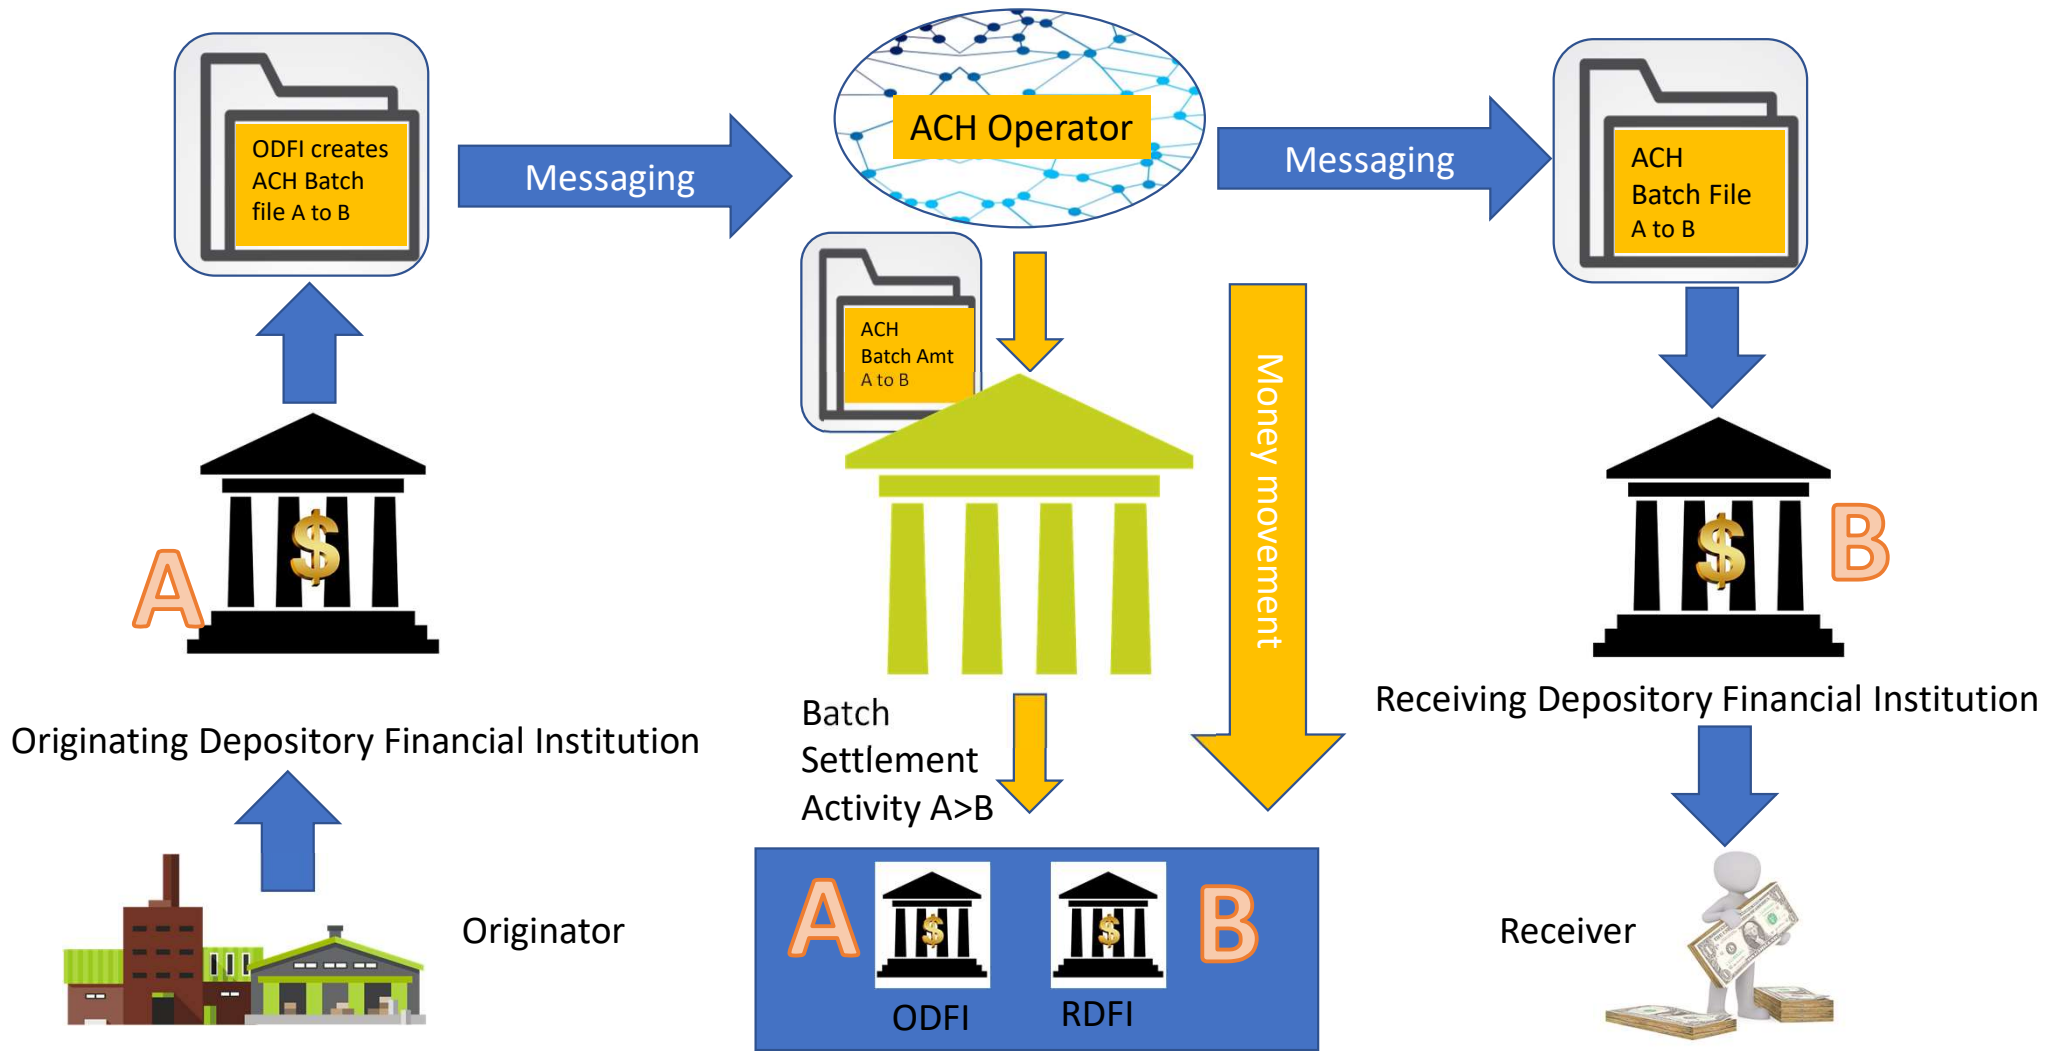 ODFI creates
ACH Batch
file A to B
Messaging
ACH Operator
Messaging
ACH
Batch File
A to B
ACH
Batch Amt
A to B
Money movement
A
B
Originating Depository Financial Institution
Receiving Depository Financial Institution
Batch
Settlement
Activity A>B
Originator
A
B
ODFI
RDFI
Receiver